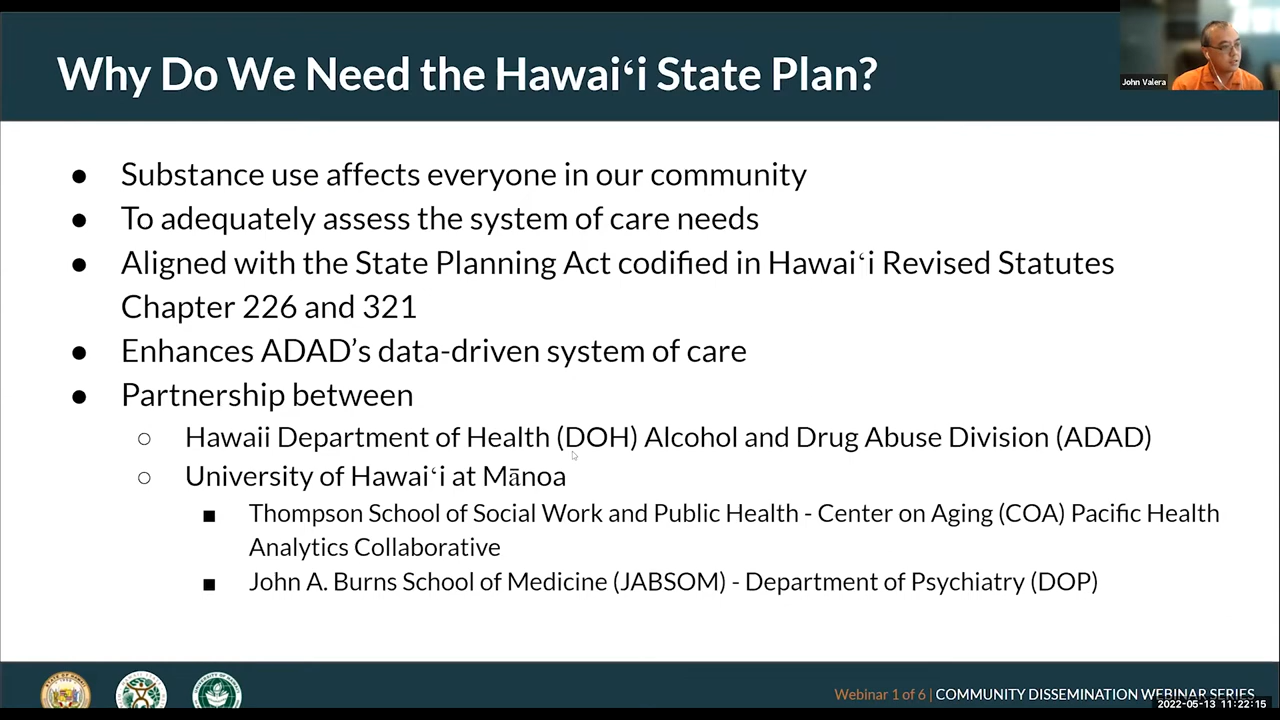 Why Do We Need the Hawaiʻi State Plan?
John Valera
● Substance use affects everyone in our community
● To adequately assess the system of care needs
● Aligned with the State Planning Act codified in Hawaiʻi Revised Statutes
Chapter 226 and 321
● Enhances ADAD’s data-driven system of care
● Partnership between
○ Hawaii Department of Health (DOH) Alcohol and Drug Abuse Division (ADAD)
○ University of Hawaiʻi at Mānoa
■ Thompson School of Social Work and Public Health - Center on Aging (COA) Pacific Health
Analytics Collaborative
■ John A. Burns School of Medicine (JABSOM) - Department of Psychiatry (DOP)
Webinar 1 of 6 | COMMUNITY DISSEMINATION WEBINAR SERIES
2022-05-13 11:22:15